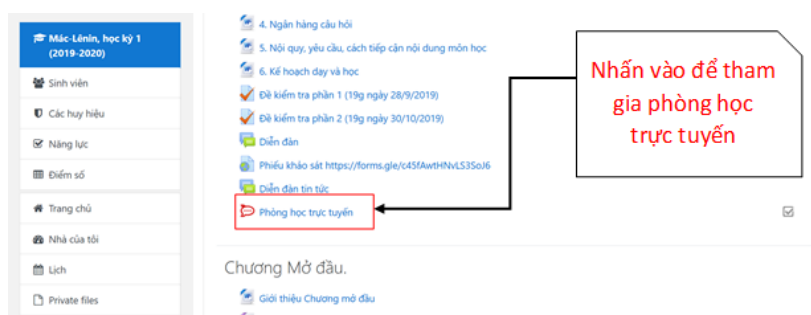 Mác-Lênin, học kỳ 1
(2019-2020)
Sinh viên
Các huy hiệu
Năng lực
Điểm số
Trang chủ
Nhà của tôi
Lịch
Private files
4. Ngân hàng câu hỏi
5. Nội quy, yêu cầu, cách tiếp cận nội dung môn học
6. Kế hoạch dạy và học
Đề kiểm tra phần 1 (19g ngày 28/9/2019)
Đề kiểm tra phần 2 (19g ngày 30/10/2019)
Diễn đàn
Phiếu khảo sát https://forms.gle/c45fAwtHNvLS3SoJ6
Diễn đàn tin tức
Phòng học trực tuyến
Chương Mở đầu.
Giới thiệu Chương mở đầu
Nhấn vào để tham
gia phòng học
trực tuyến